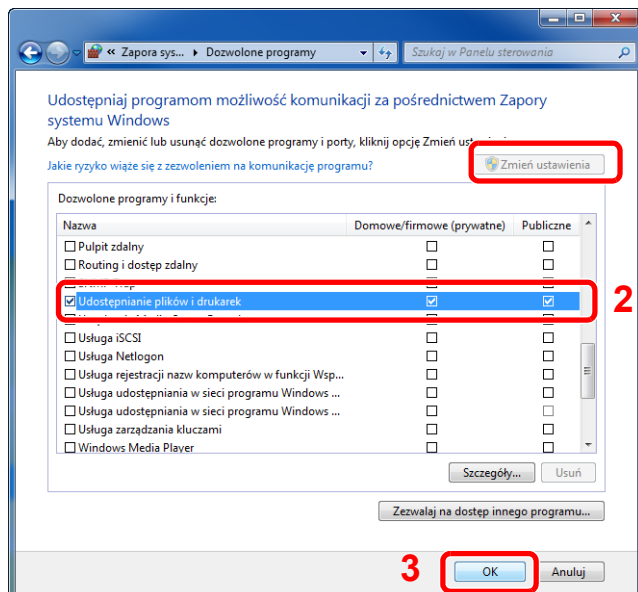 « Zapora sys... ▸ Dozwolone programy
Szukaj w Panelu sterowania
Udostępniaj programom możliwość komunikacji za pośrednictwem Zapory
systemu Windows
Aby dodać, zmienić lub usunąć dozwolone programy i porty, kliknij opcję Zmień
Jakie ryzyko wiąże się z zezwoleniem na komunikację programu?
Zmień ustawienia
Dozwolone programy i funkcje:
Nazwa Domowe/firmowe (prywatne) Publiczne
Pulpit zdalny
Routing i dostęp zdalny
Udostępnianie plików i drukarek
2
Usługa iSCSI
Usługa Netlogon
Usługa rejestracji nazw komputerów w funkcji Wsp...
Usługa udostępniania w sieci programu Windows ...
Usługa udostępniania w sieci programu Windows ...
Usługa zarządzania kluczami
Windows Media Player
Szczegóły... Usuń
Zezwalaj na dostęp innego programu...
3 OK Anuluj